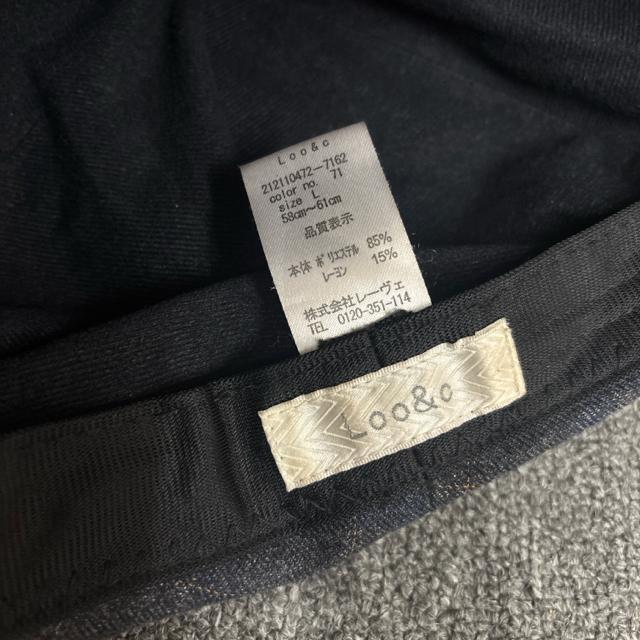 Loo&c
212110472-7162
color no. 71
size L
58cm~61cm
品質表示
本体 ポリエステル 85%
レーヨン 15%
株式会社レーヴェ
TEL 0120-351-114
Loo&c